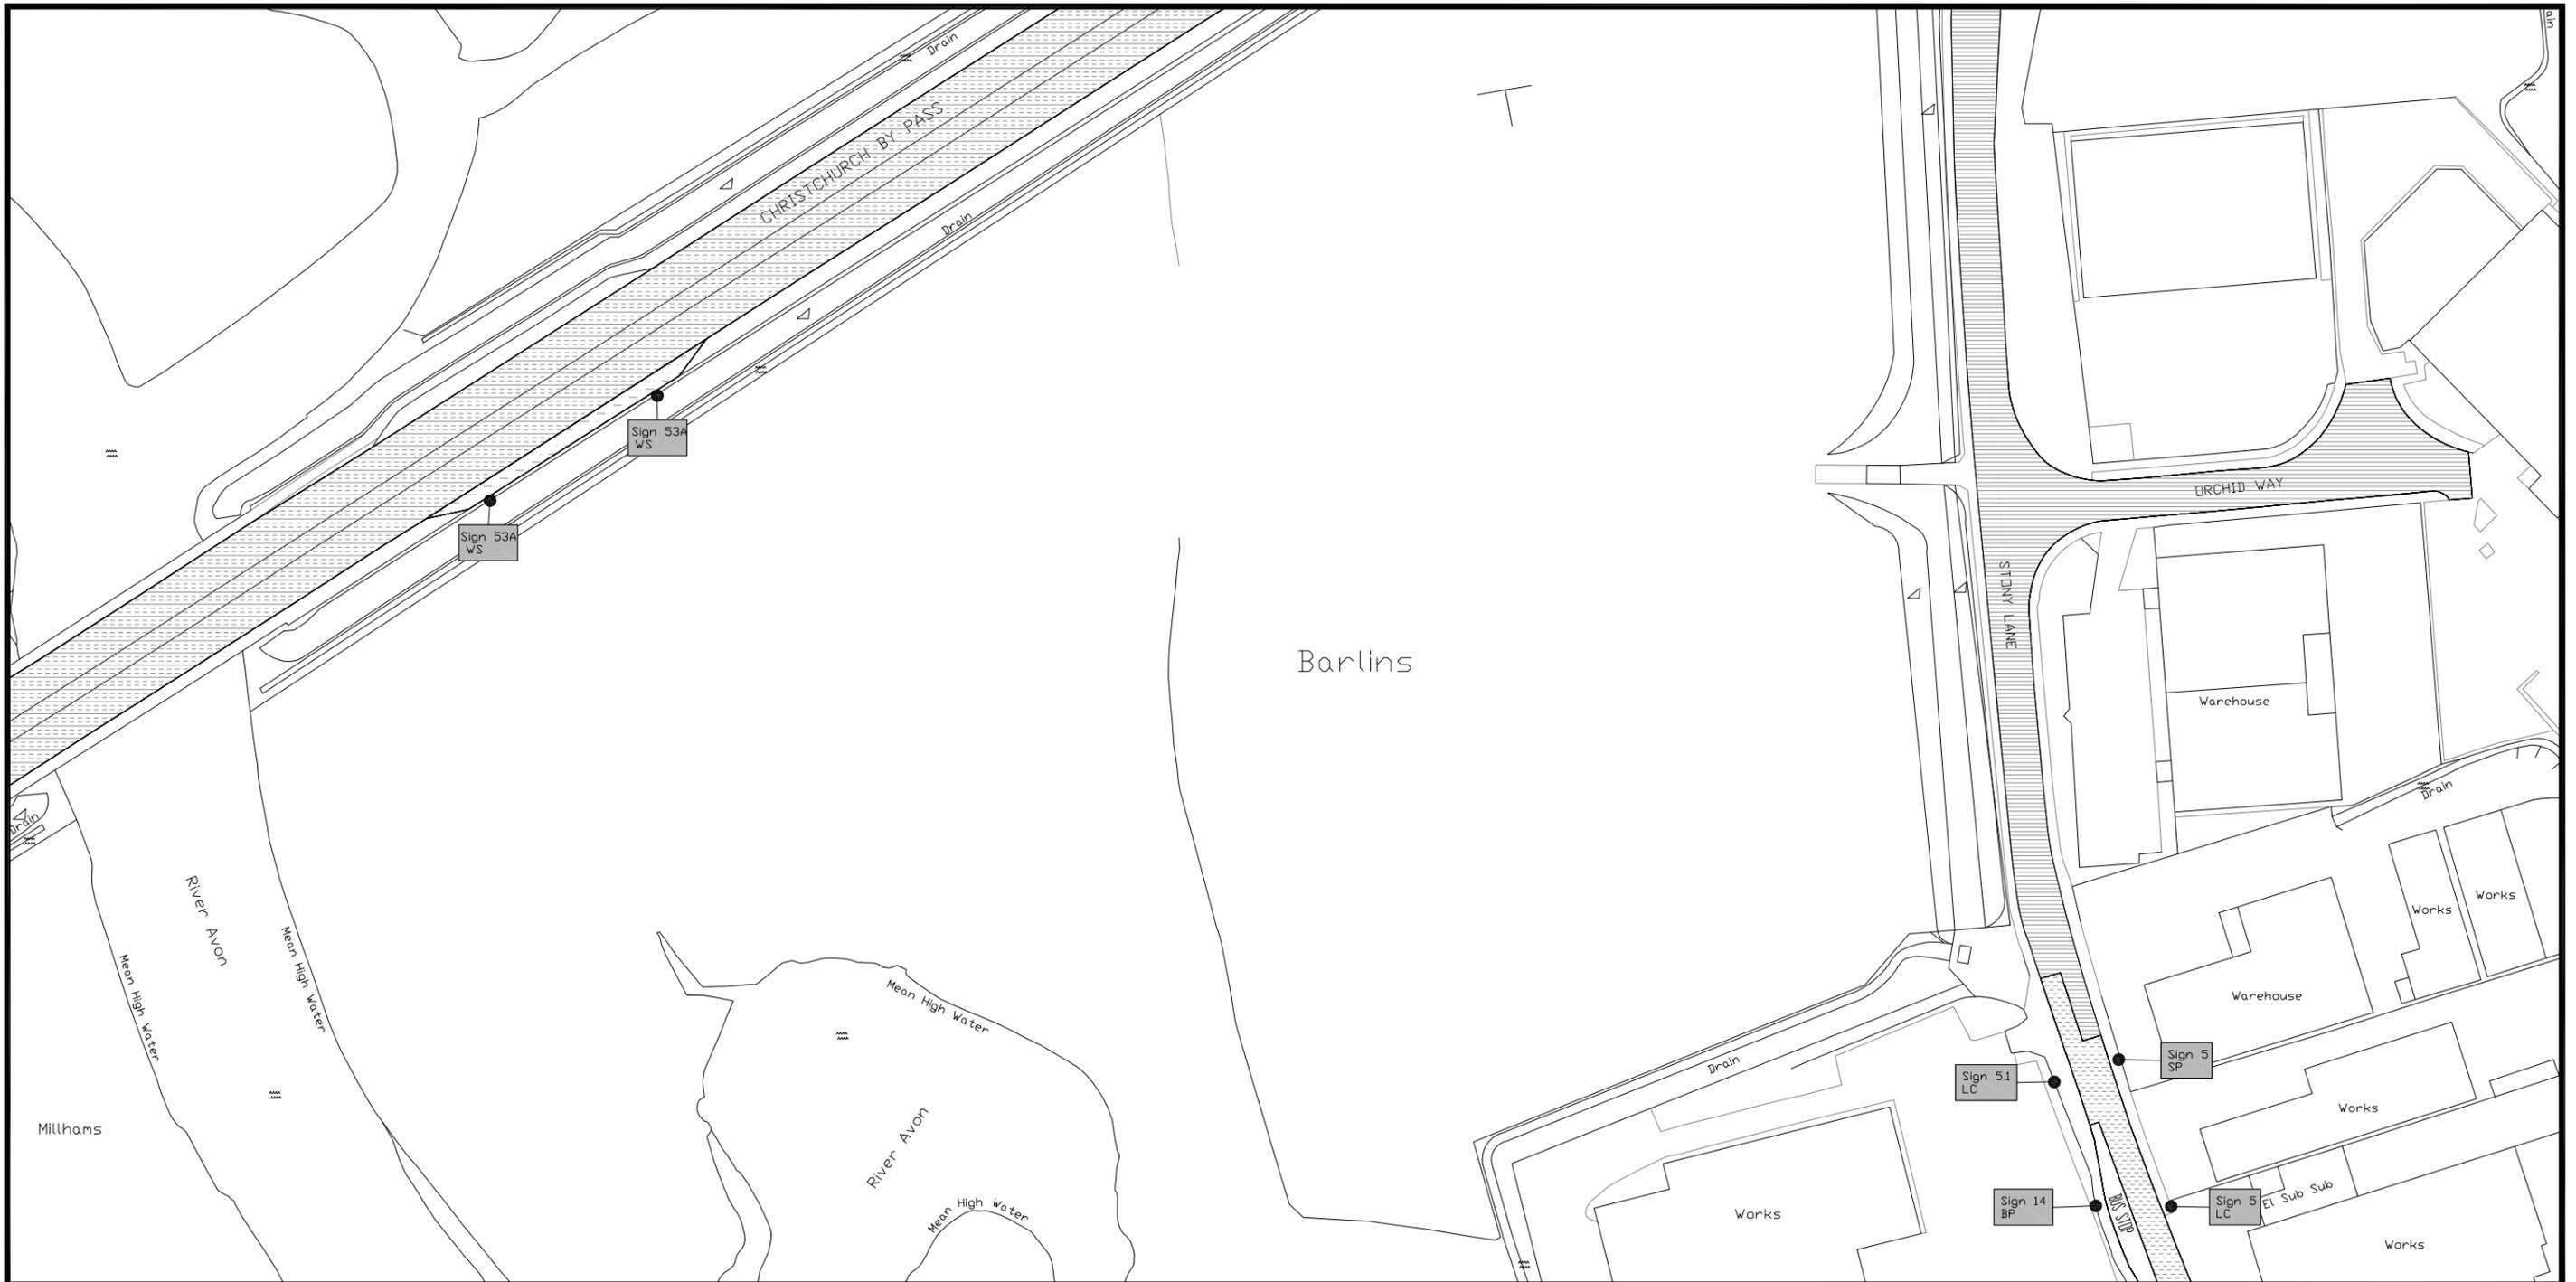 Drain
CHRISTCHURCH BY PASS
Drain
Sign 53A
WS
Sign 53A
WS
ORCHID WAY
STONY LANE
Barlins
Warehouse
Drain
Drain
River Avon
Mean High Water
Mean High Water
Mean High Water
Works
Works
Warehouse
Drain
Sign 5
SP
Sign 5.1
LC
Works
Millhams
River Avon
Mean High Water
Works
Sign 14
BP
BUS STOP
Sign 5
LC
El Sub Sub
Works